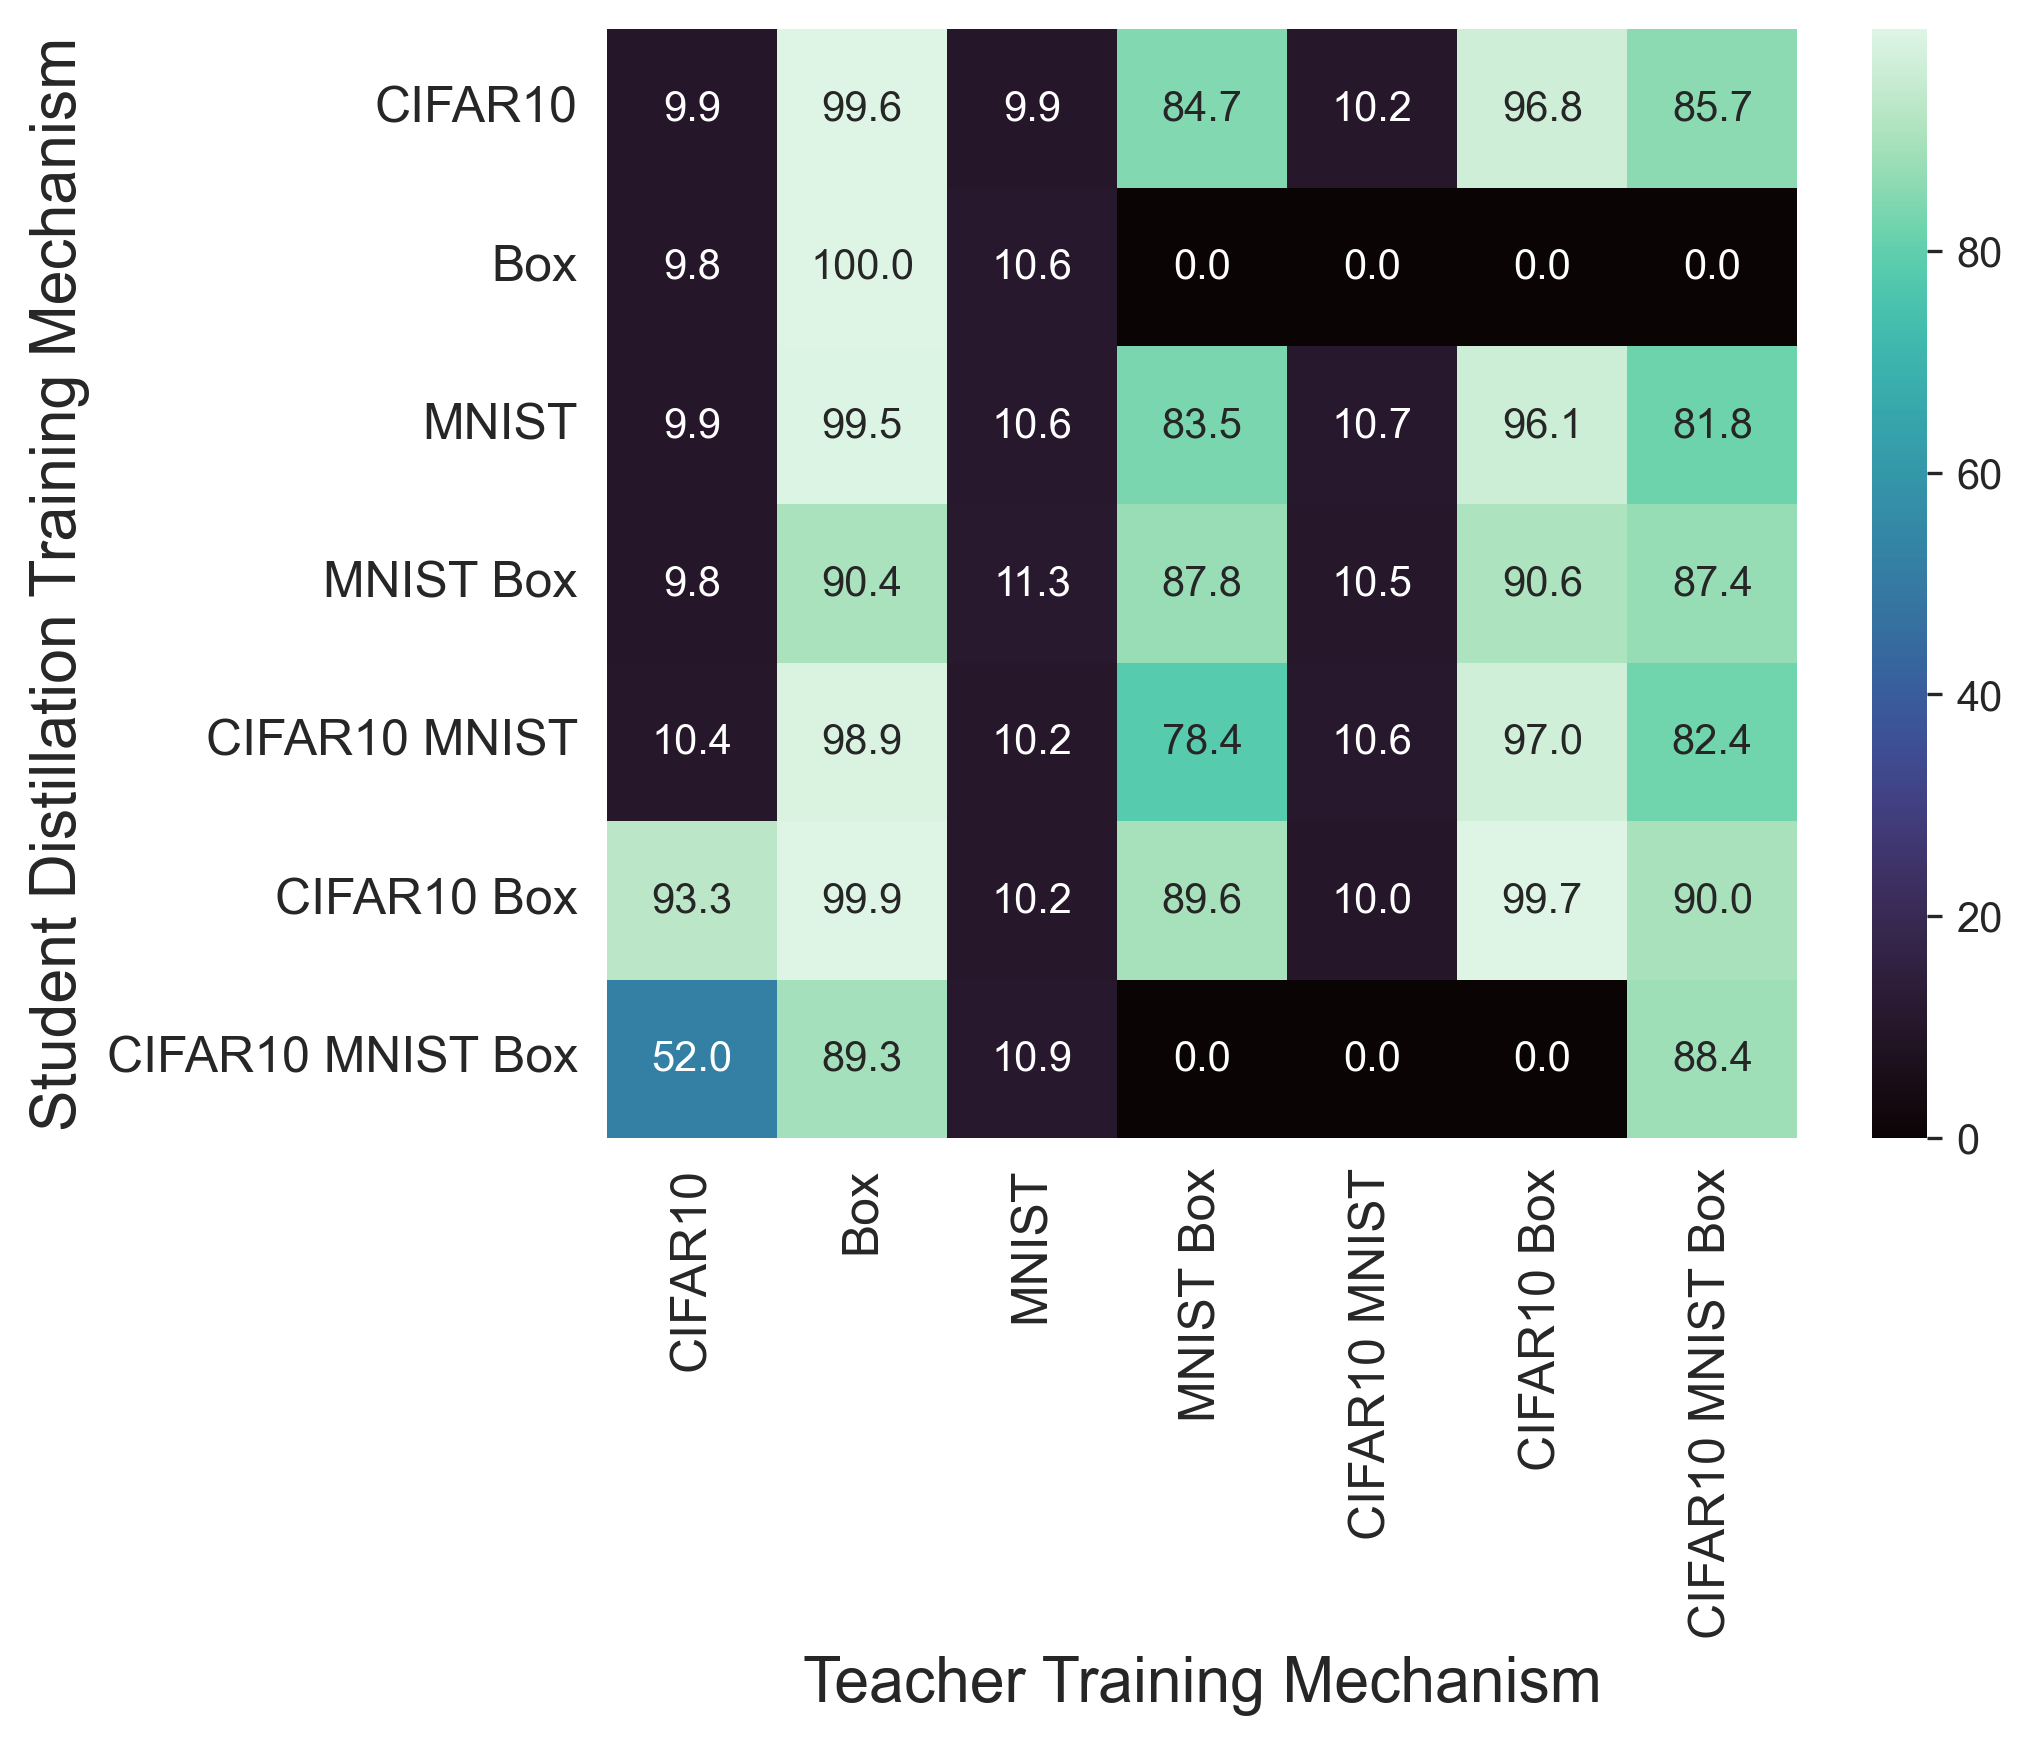 Student Distillation Training Mechanism
CIFAR10 9.9 99.6 9.9 84.7 10.2 96.8 85.7
Box 9.8 100.0 10.6 0.0 0.0 0.0 0.0
MNIST 9.9 99.5 10.6 83.5 10.7 96.1 81.8
MNIST Box 9.8 90.4 11.3 87.8 10.5 90.6 87.4
CIFAR10 MNIST 10.4 98.9 10.2 78.4 10.6 97.0 82.4
CIFAR10 Box 93.3 99.9 10.2 89.6 10.0 99.7 90.0
CIFAR10 MNIST Box 52.0 89.3 10.9 0.0 0.0 0.0 88.4
CIFAR10
Box
MNIST
MNIST Box
CIFAR10 MNIST
CIFAR10 Box
CIFAR10 MNIST Box
Teacher Training Mechanism
80
60
40
20
0